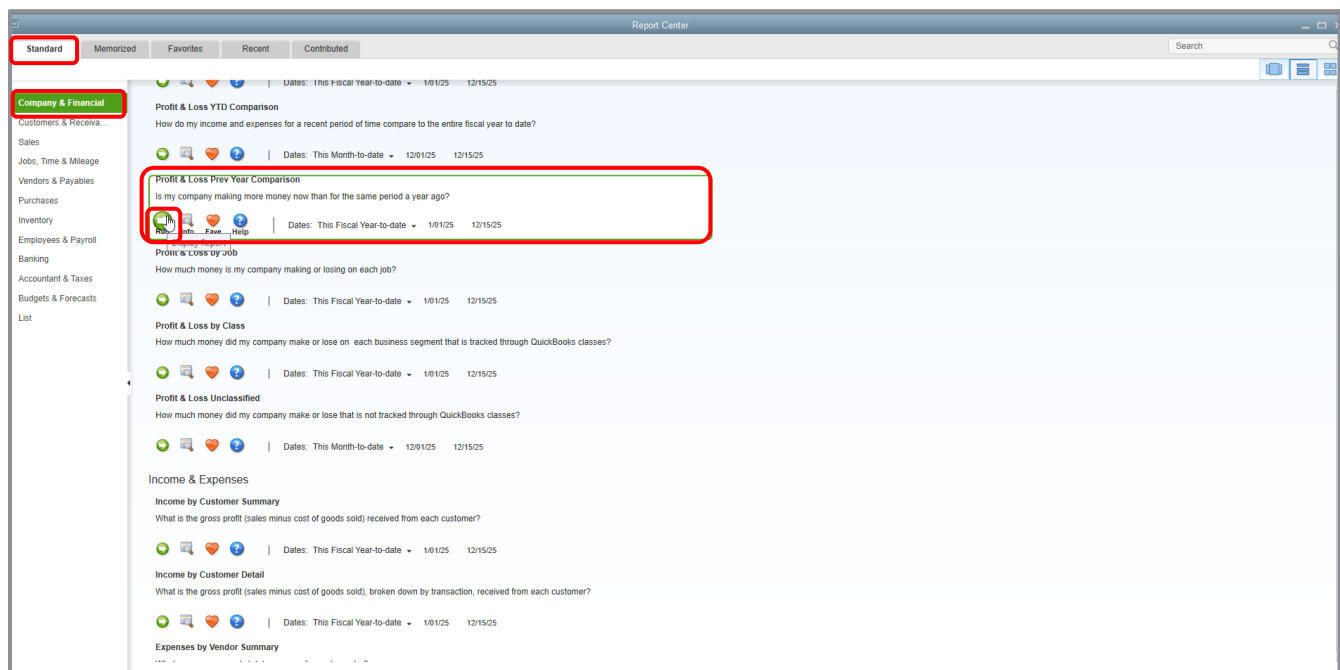 Report Center
Standard
Memorized
Favorites
Recent
Contributed
Search
Company & Financial
Customers & Receiva...
Sales
Jobs, Time & Mileage
Vendors & Payables
Purchases
Inventory
Employees & Payroll
Banking
Accountant & Taxes
Budgets & Forecasts
List
Dates: This Fiscal Year-to-date 1/01/25 12/15/25
Profit & Loss YTD Comparison
How do my income and expenses for a recent period of time compare to the entire fiscal year to date?
Dates: This Month-to-date 12/01/25 12/15/25
Profit & Loss Prev Year Comparison
Is my company making more money now than for the same period a year ago?
Dates: This Fiscal Year-to-date 1/01/25 12/15/25
Run Info Fave Help
Display Report
Profit & Loss by Job
How much money is my company making or losing on each job?
Dates: This Fiscal Year-to-date 1/01/25 12/15/25
Profit & Loss by Class
How much money did my company make or lose on each business segment that is tracked through QuickBooks classes?
Dates: This Fiscal Year-to-date 1/01/25 12/15/25
Profit & Loss Unclassified
How much money did my company make or lose that is not tracked through QuickBooks classes?
Dates: This Month-to-date 12/01/25 12/15/25
Income & Expenses
Income by Customer Summary
What is the gross profit (sales minus cost of goods sold) received from each customer?
Dates: This Fiscal Year-to-date 1/01/25 12/15/25
Income by Customer Detail
What is the gross profit (sales minus cost of goods sold), broken down by transaction, received from each customer?
Dates: This Fiscal Year-to-date 1/01/25 12/15/25
Expenses by Vendor Summary